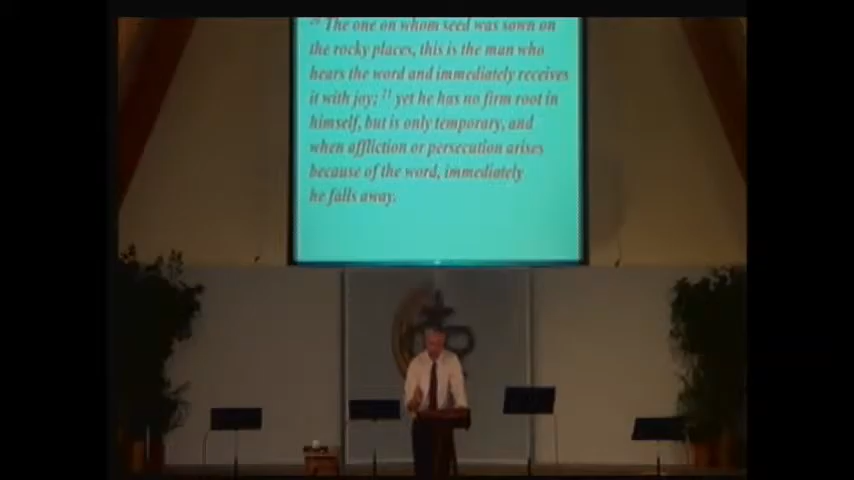 20 The one on whom seed was sown on
the rocky places, this is the man who
hears the word and immediately receives
it with joy; 21 yet he has no firm root in
himself, but is only temporary, and
when affliction or persecution arises
because of the word, immediately
he falls away.